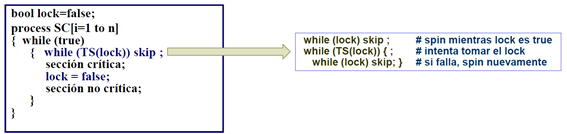 bool lock=false;
process SC[i=1 to n]
{ while (true)
{ while (TS(lock)) skip ;
sección crítica;
lock = false;
sección no crítica;
}
}
while (lock) skip ; # spin mientras lock es true
while (TS(lock)) { ; # intenta tomar el lock
while (lock) skip; } # si falla, spin nuevamente